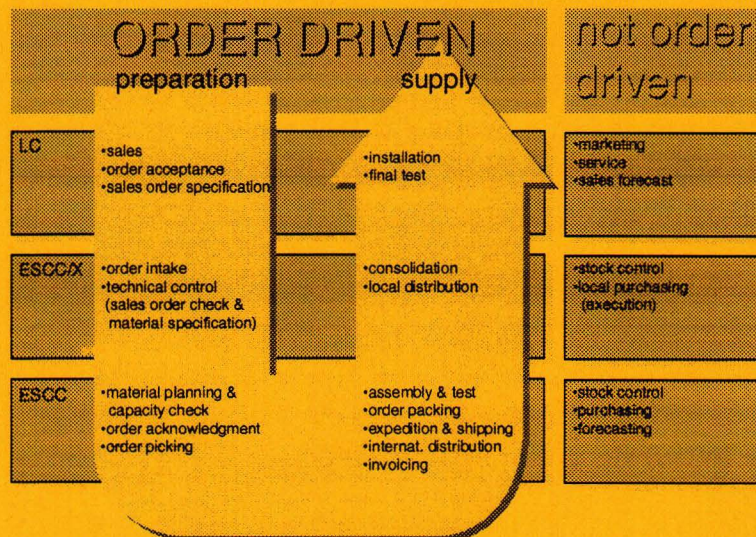 ORDER DRIVEN
preparation
supply
not order
driven
LC
•sales
•order acceptance
•sales order specification
•installation
•final test
•marketing
•service
•sales forecast
ESCC/X
•order intake
•technical control
(sales order check &
material specification)
•consolidation
•local distribution
•stock control
•local purchasing
(execution)
ESCC
•material planning &
capacity check
•order acknowledgment
•order picking
•assembly & test
•order packing
•expedition & shipping
•internat. distribution
•invoicing
•stock control
•purchasing
•forecasting